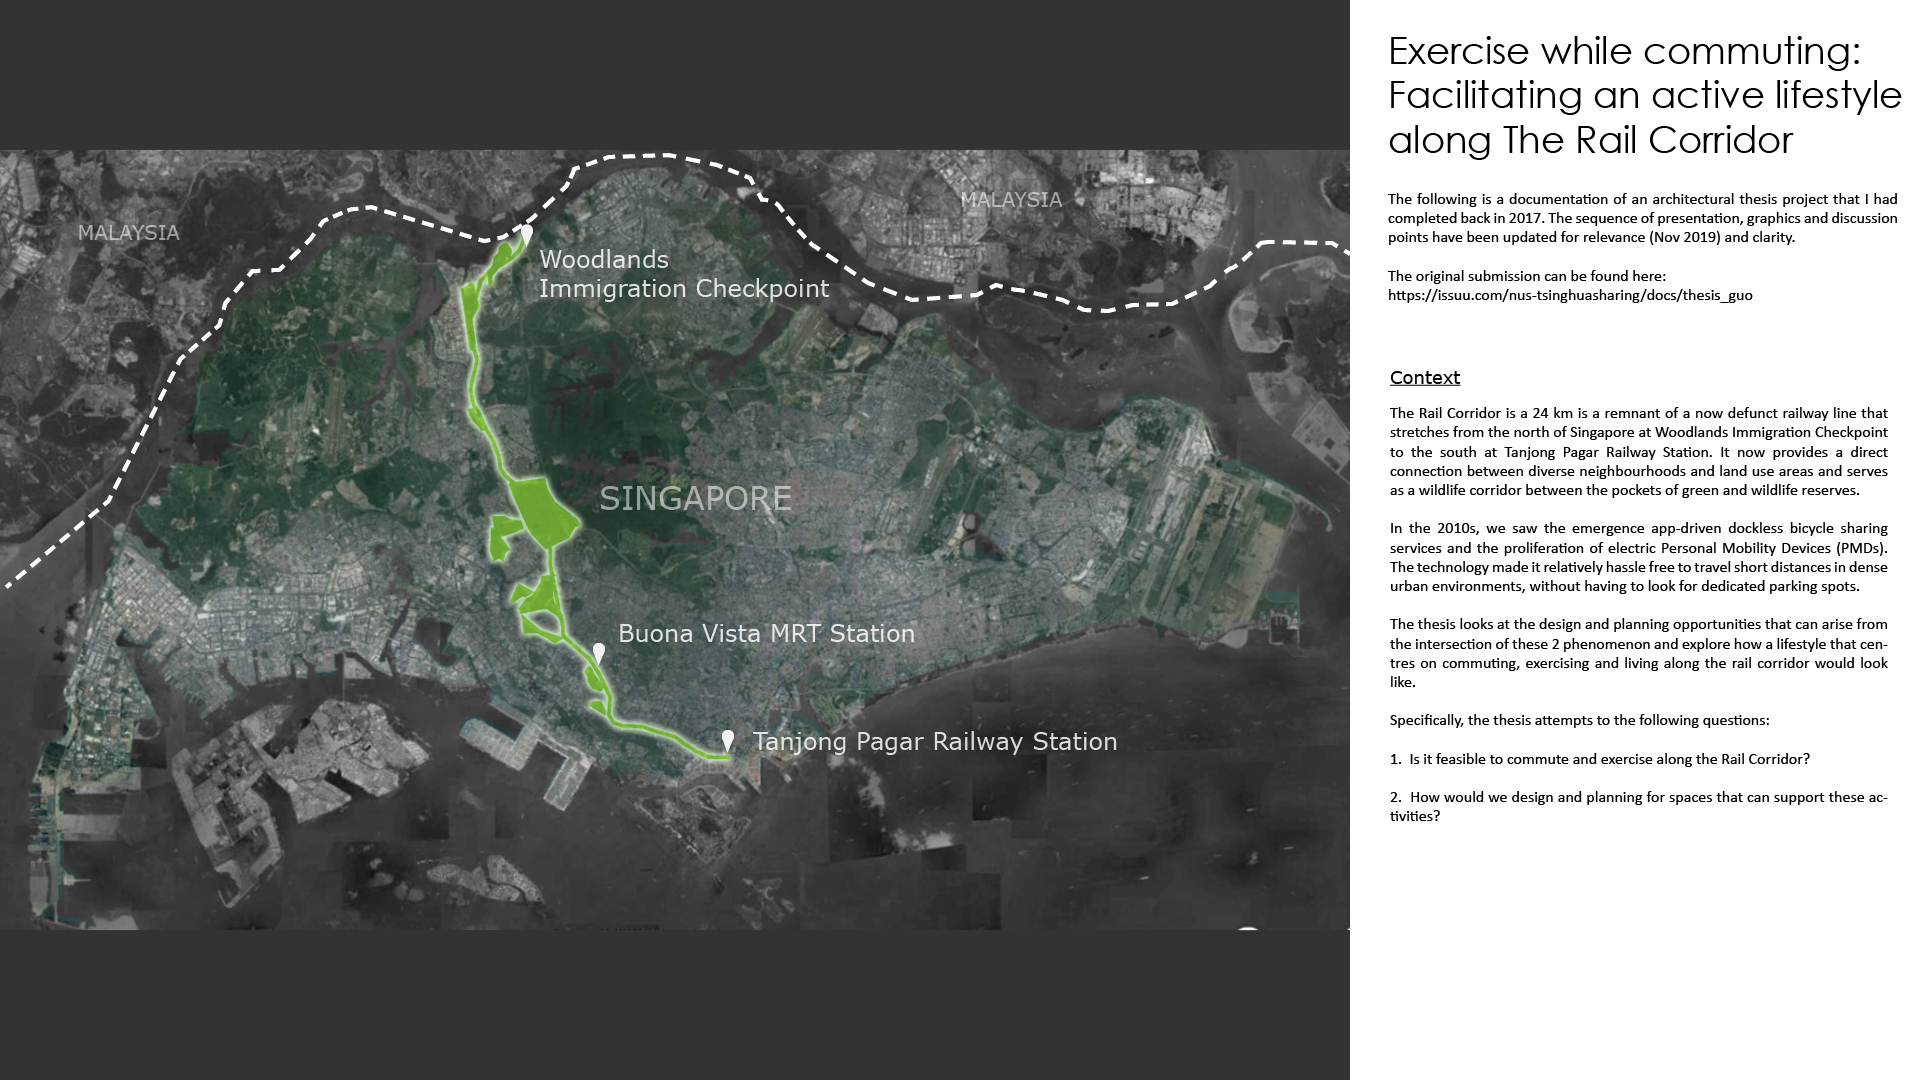 Exercise while commuting:
Facilitating an active lifestyle
along The Rail Corridor
The following is a documentation of an architectural thesis project that I had
completed back in 2017. The sequence of presentation, graphics and discussion
points have been updated for relevance (Nov 2019) and clarity.
The original submission can be found here:
https://issuu.com/nus-tsinghuasharing/docs/thesis_guo
Context
The Rail Corridor is a 24 km is a remnant of a now defunct railway line that
stretches from the north of Singapore at Woodlands Immigration Checkpoint
to the south at Tanjong Pagar Railway Station. It now provides a direct
connection between diverse neighbourhoods and land use areas and serves
as a wildlife corridor between the pockets of green and wildlife reserves.
In the 2010s, we saw the emergence app-driven dockless bicycle sharing
services and the proliferation of electric Personal Mobility Devices (PMDs).
The technology made it relatively hassle free to travel short distances in dense
urban environments, without having to look for dedicated parking spots.
The thesis looks at the design and planning opportunities that can arise from
the intersection of these 2 phenomenon and explore how a lifestyle that cen-
tres on commuting, exercising and living along the rail corridor would look
like.
Specifically, the thesis attempts to the following questions:
1. Is it feasible to commute and exercise along the Rail Corridor?
2. How would we design and planning for spaces that can support these ac-
tivities?
MALAYSIA
MALAYSIA
Woodlands
Immigration Checkpoint
SINGAPORE
Buona Vista MRT Station
Tanjong Pagar Railway Station